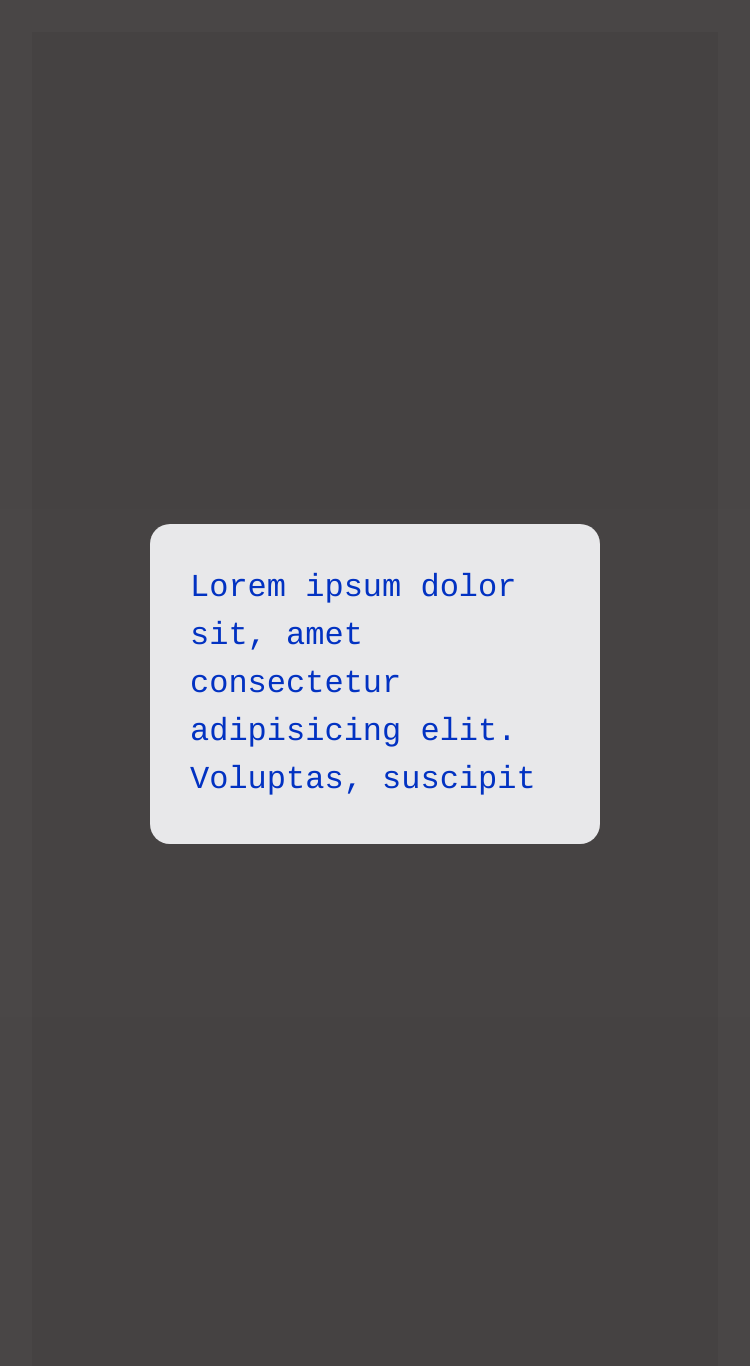 Lorem ipsum dolor
sit, amet
consectetur
adipisicing elit.
Voluptas, suscipit